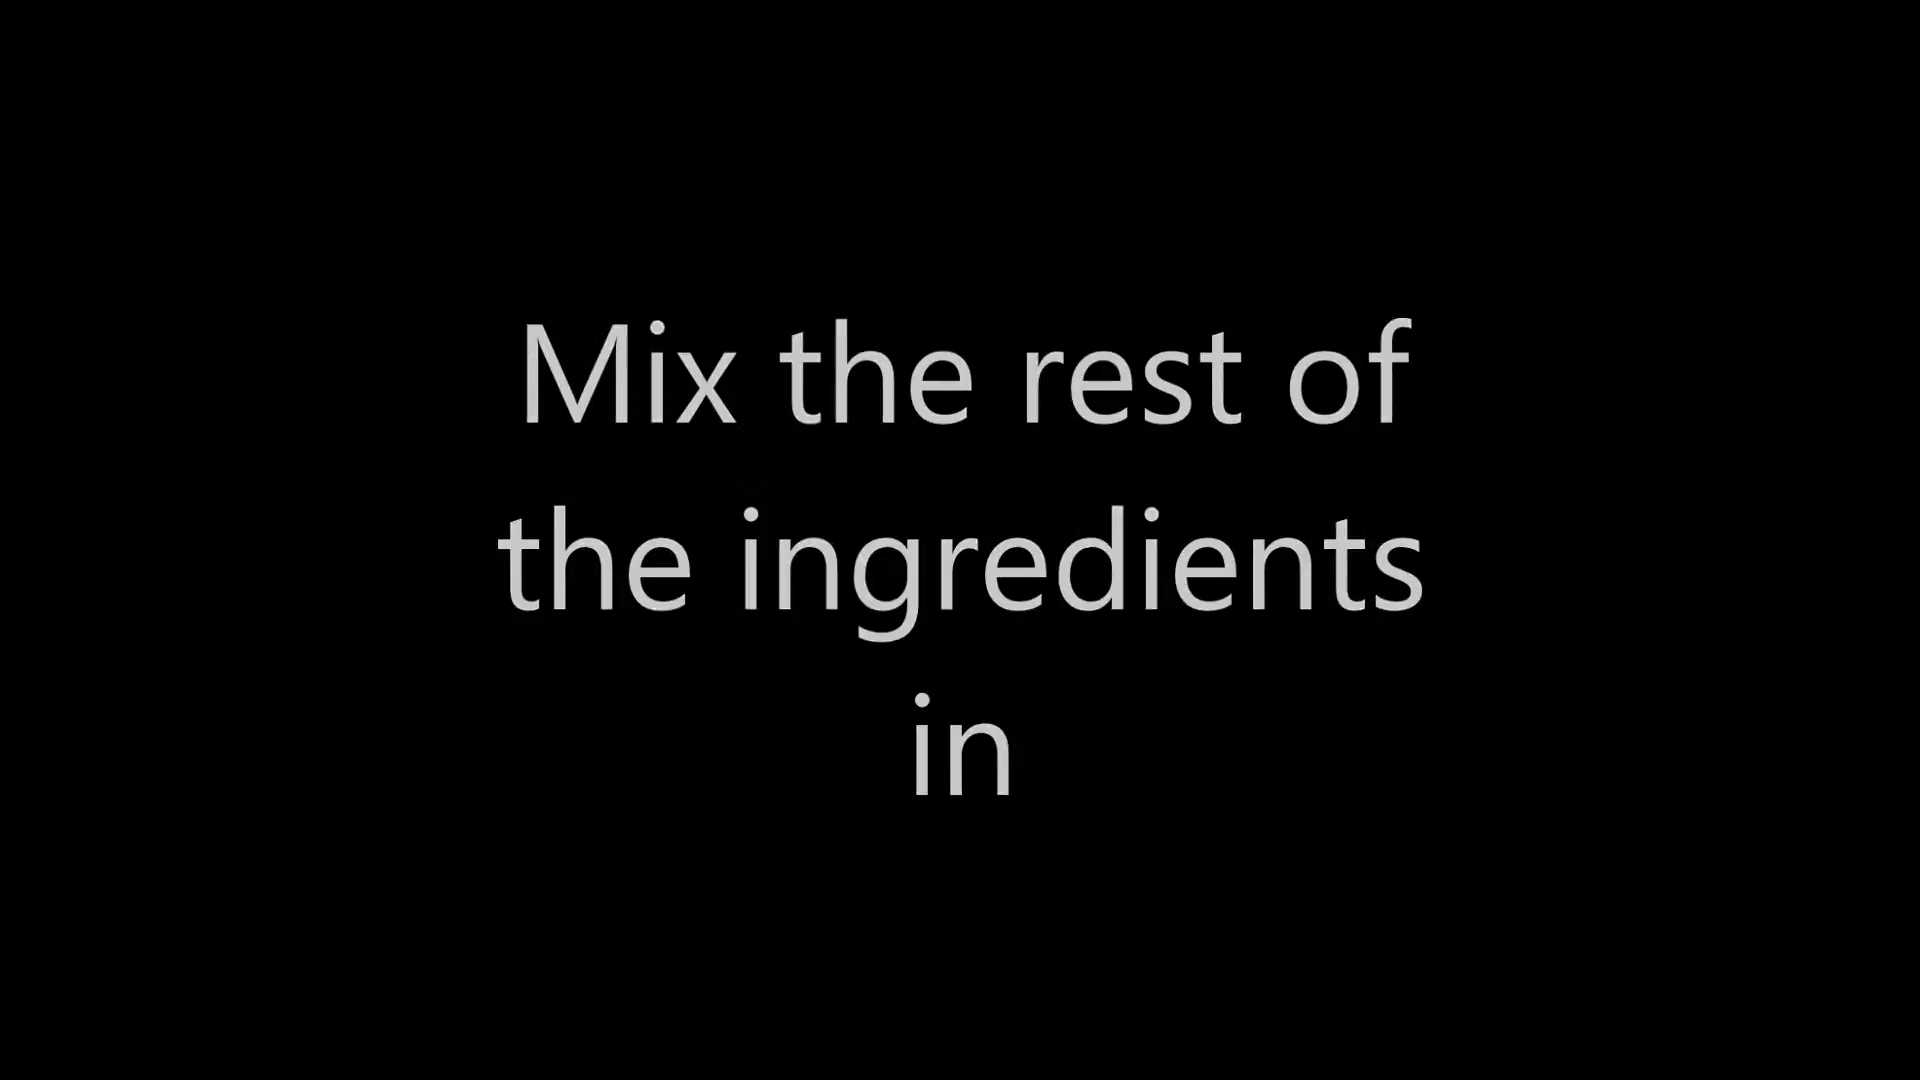 Mix the rest of
the ingredients
in